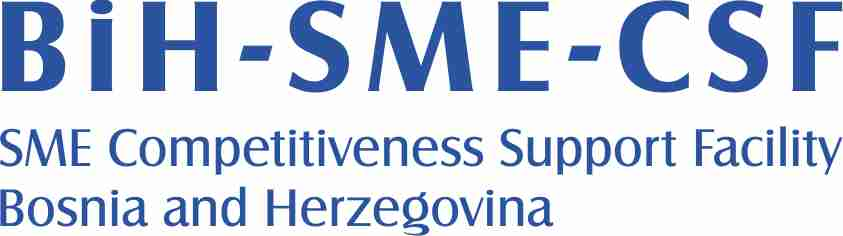 BiH-SME-CSF
SME Competitiveness Support Facility
Bosnia and Herzegovina